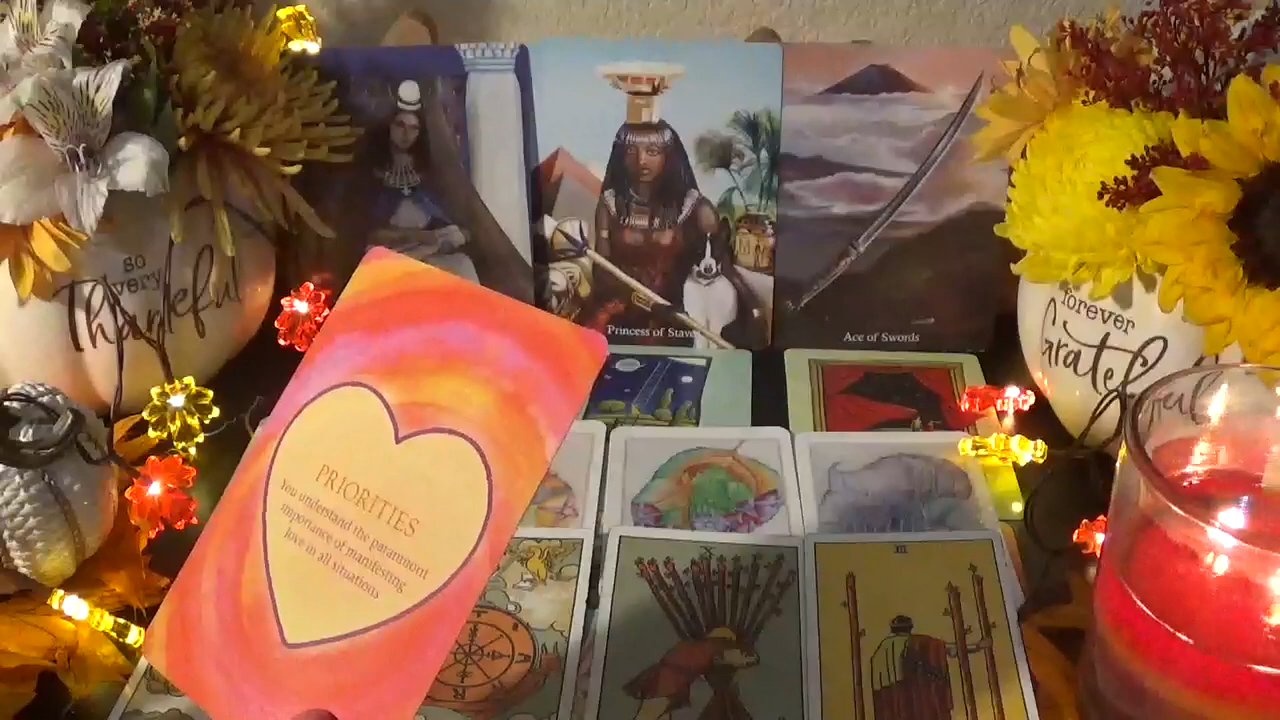 so
very
Thankful
Princess of Staves
Ace of Swords
forever
Grateful
PRIORITIES
You understand the paramount
importance of manifesting
love in all situations
X
III